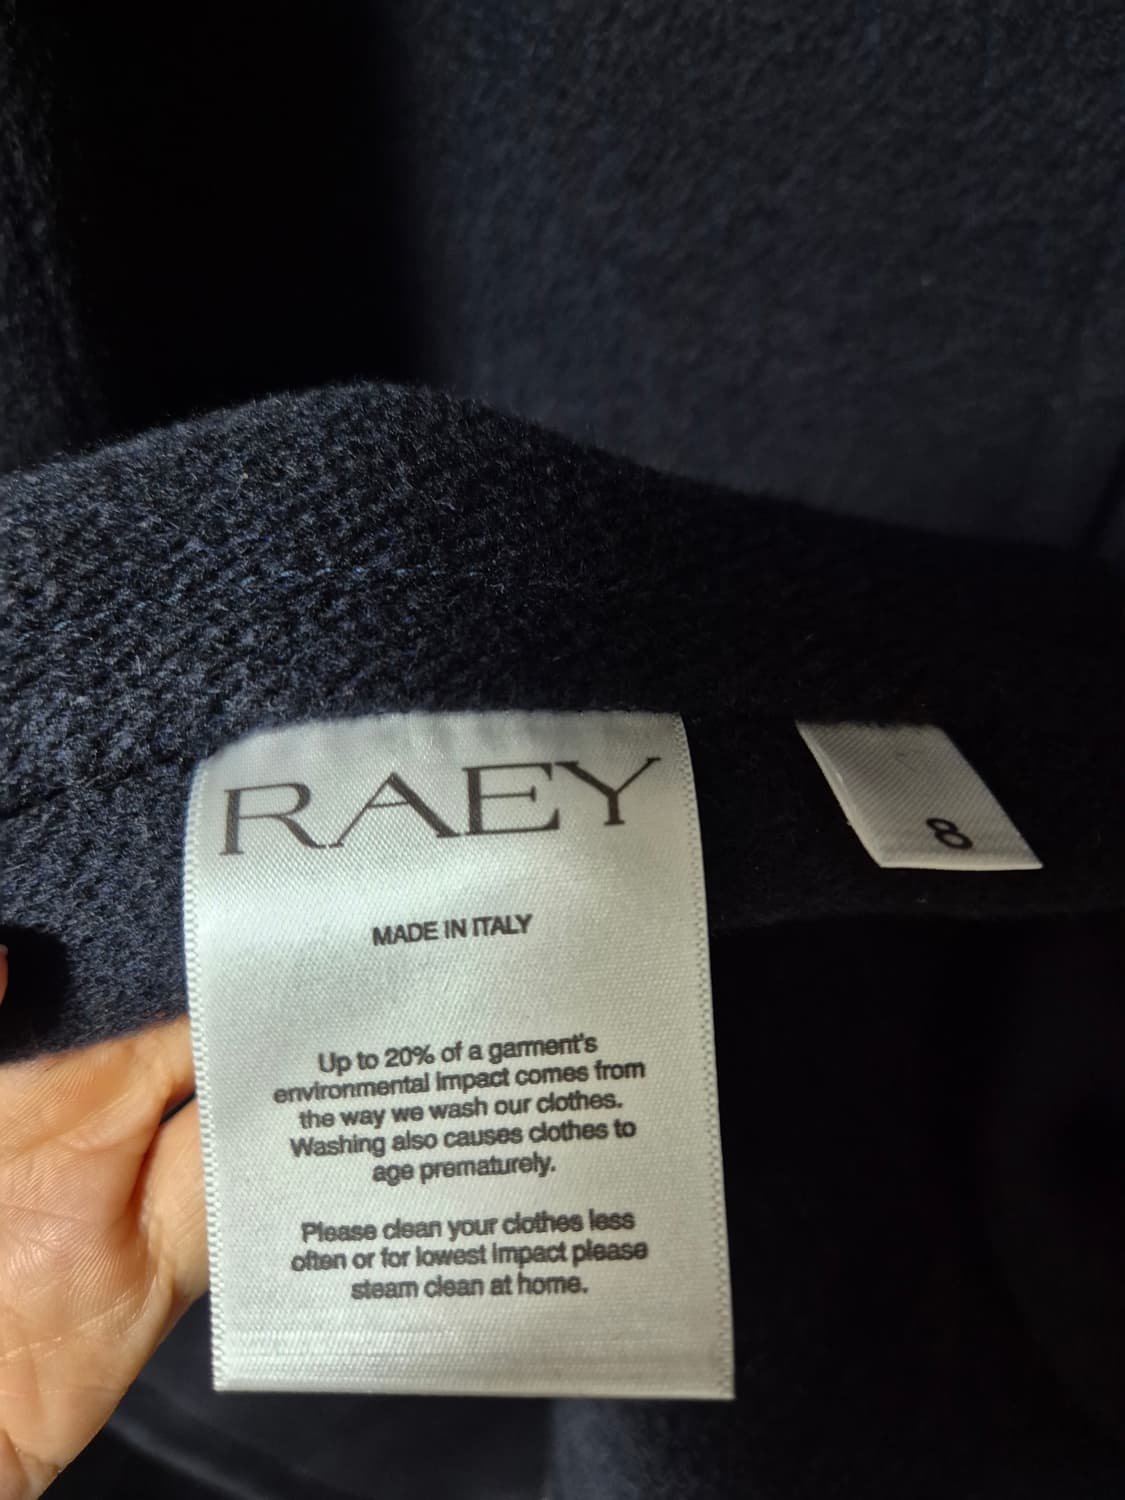 RAEY
8
MADE IN ITALY
Up to 20% of a garment's
environmental impact comes from
the way we wash our clothes.
Washing also causes clothes to
age prematurely.
Please clean your clothes less
often or for lowest impact please
steam clean at home.